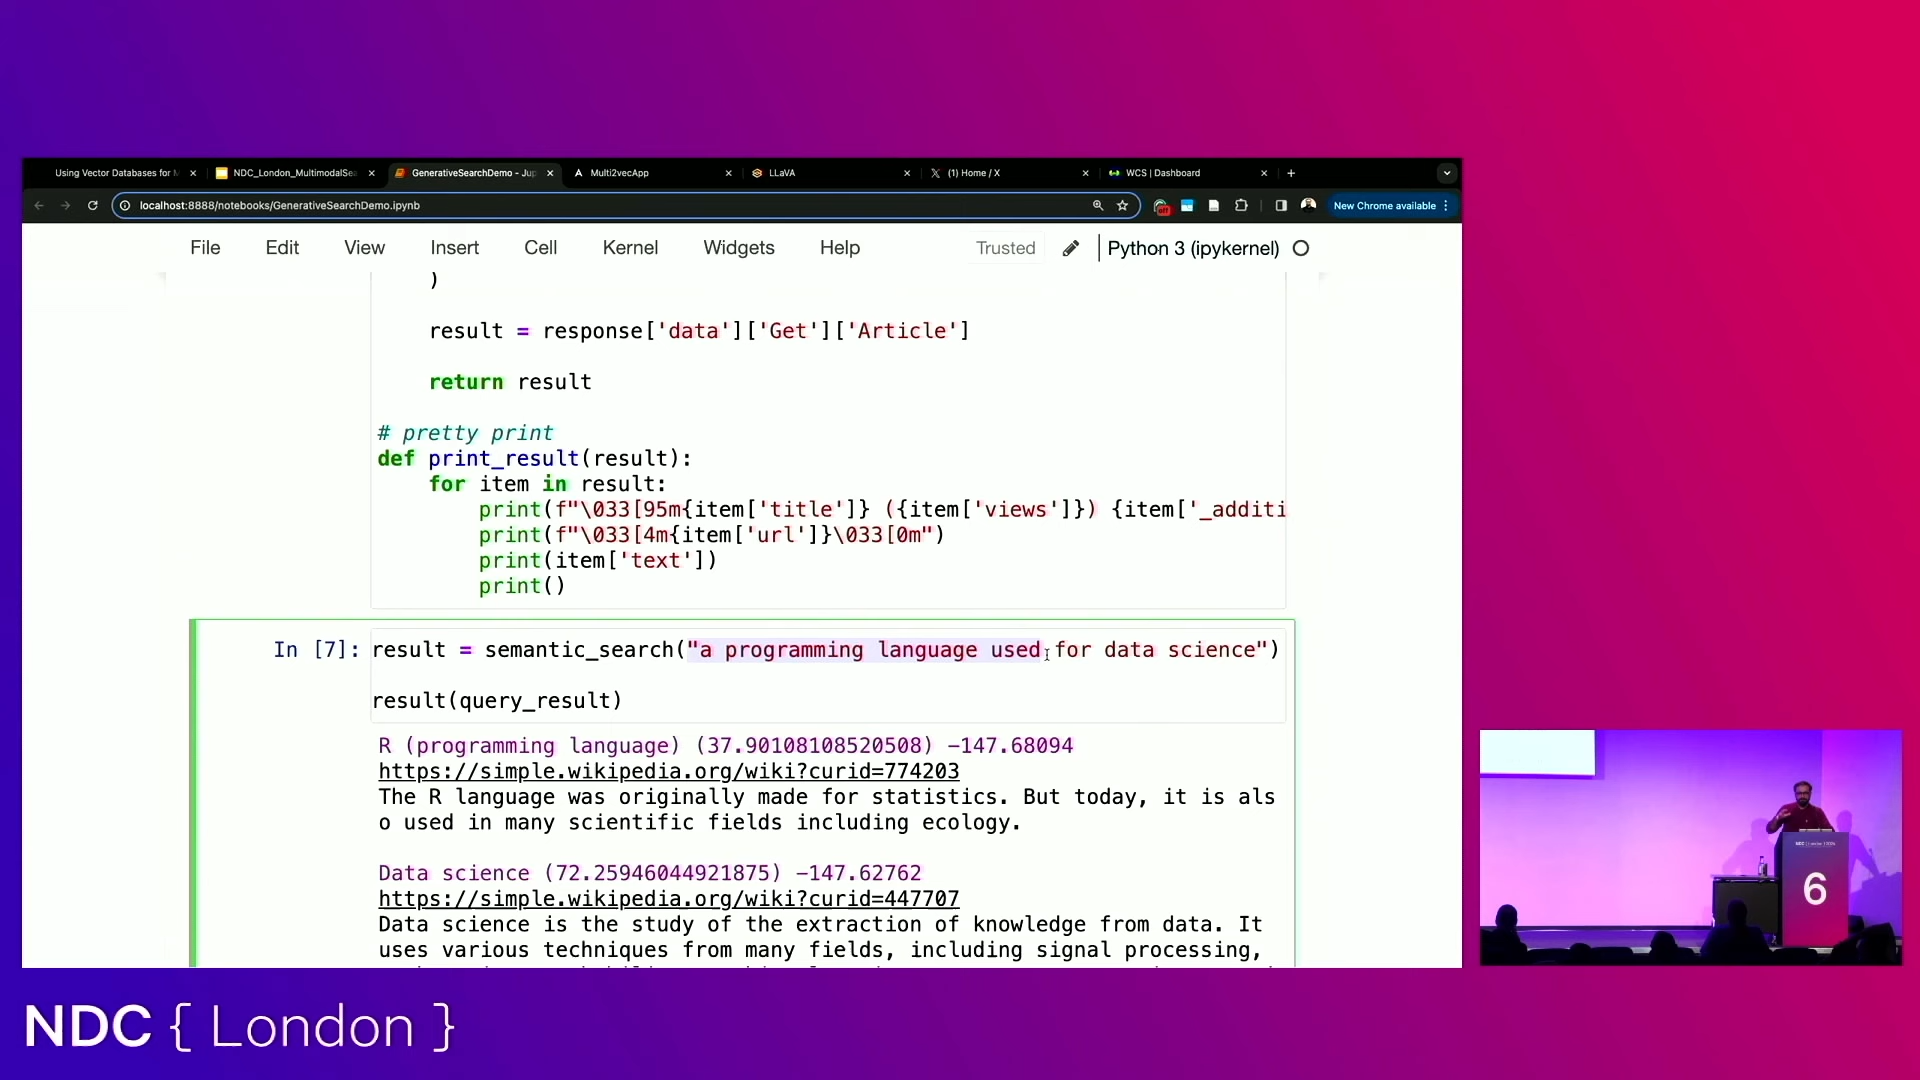 Using Vector Databases for M
NDC_London_MultimodalSea
GenerativeSearchDemo - Jup
Multi2vecApp
LLaVA
(1) Home / X
WCS | Dashboard
localhost:8888/notebooks/GenerativeSearchDemo.ipynb
New Chrome available
File Edit View Insert Cell Kernel Widgets Help Trusted Python 3 (ipykernel)
)
result = response['data']['Get']['Article']
return result
# pretty print
def print_result(result):
for item in result:
print(f"\033[95m{item['title']} ({item['views']}) {item['_additi
print(f"\033[4m{item['url']}\033[0m")
print(item['text'])
print()
In [7]: result = semantic_search("a programming language used for data science")
result(query_result)
R (programming language) (37.90108108520508) -147.68094
https://simple.wikipedia.org/wiki?curid=774203
The R language was originally made for statistics. But today, it is als
o used in many scientific fields including ecology.
Data science (72.25946044921875) -147.62762
https://simple.wikipedia.org/wiki?curid=447707
Data science is the study of the extraction of knowledge from data. It
uses various techniques from many fields, including signal processing,
6
NDC { London }